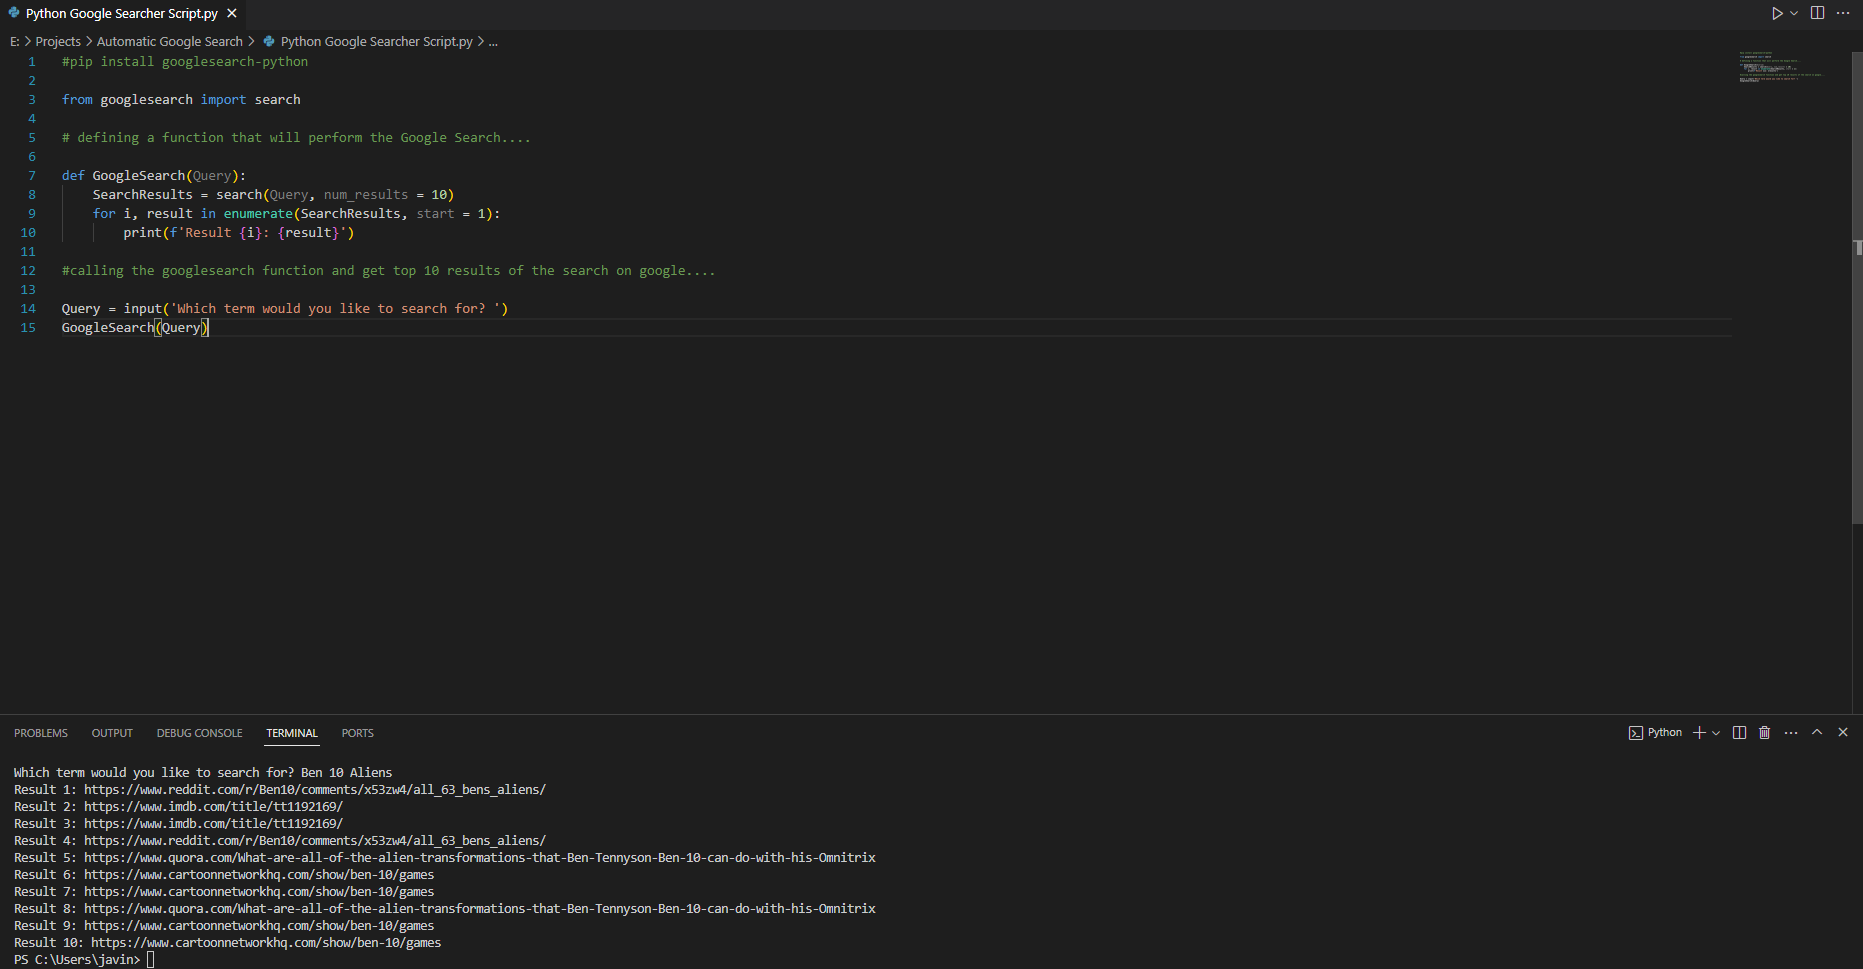 Python Google Searcher Script.py
E: > Projects > Automatic Google Search > Python Google Searcher Script.py > ...
1 #pip install googlesearch-python
2
3 from googlesearch import search
4
5 # defining a function that will perform the Google Search....
6
7 def GoogleSearch(Query):
8 SearchResults = search(Query, num_results = 10)
9 for i, result in enumerate(SearchResults, start = 1):
10 print(f'Result {i}: {result}')
11
12 #calling the googlesearch function and get top 10 results of the search on google....
13
14 Query = input('Which term would you like to search for? ')
15 GoogleSearch(Query)
PROBLEMS OUTPUT DEBUG CONSOLE TERMINAL PORTS Python
Which term would you like to search for? Ben 10 Aliens
Result 1: https://www.reddit.com/r/Ben10/comments/x53zw4/all_63_bens_aliens/
Result 2: https://www.imdb.com/title/tt1192169/
Result 3: https://www.imdb.com/title/tt1192169/
Result 4: https://www.reddit.com/r/Ben10/comments/x53zw4/all_63_bens_aliens/
Result 5: https://www.quora.com/What-are-all-of-the-alien-transformations-that-Ben-Tennyson-Ben-10-can-do-with-his-Omnitrix
Result 6: https://www.cartoonnetworkhq.com/show/ben-10/games
Result 7: https://www.cartoonnetworkhq.com/show/ben-10/games
Result 8: https://www.quora.com/What-are-all-of-the-alien-transformations-that-Ben-Tennyson-Ben-10-can-do-with-his-Omnitrix
Result 9: https://www.cartoonnetworkhq.com/show/ben-10/games
Result 10: https://www.cartoonnetworkhq.com/show/ben-10/games
PS C:\Users\javin>